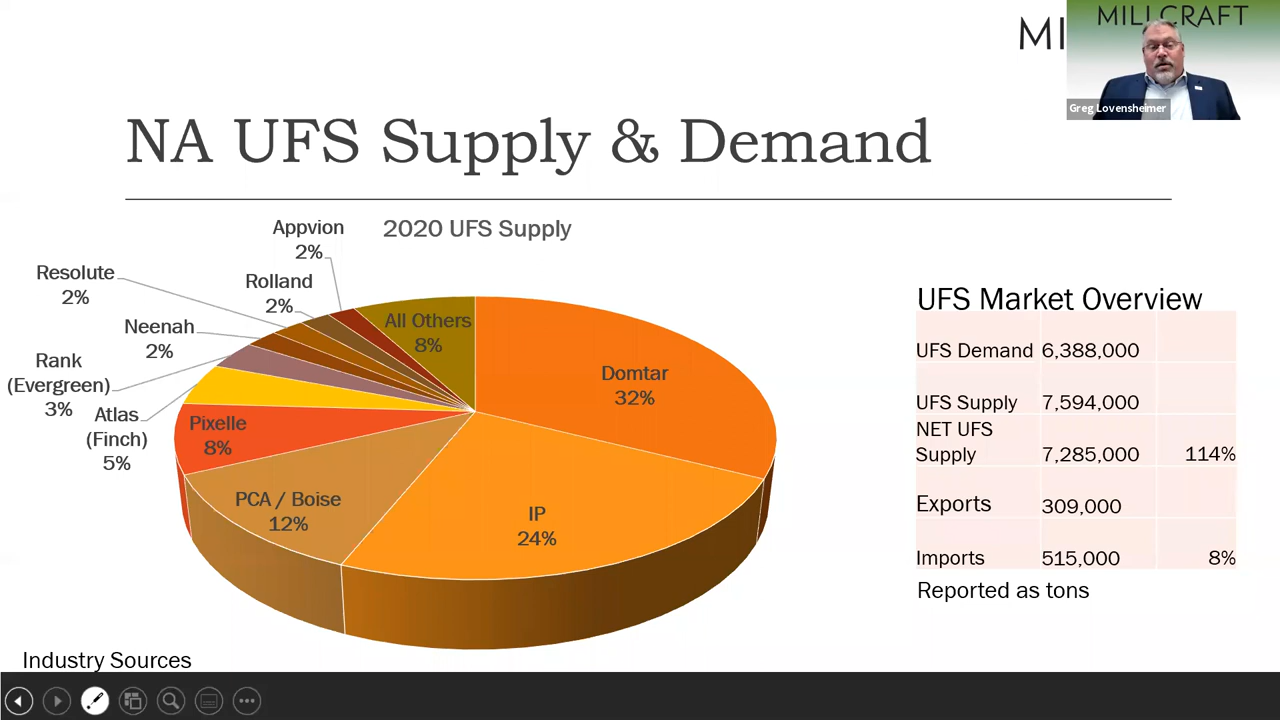 MILLCRAFT
MI
Greg Lovensheimer
NA UFS Supply & Demand
2020 UFS Supply
Appvion
2%
Resolute
2%
Rolland
2%
Neenah
2%
Rank
(Evergreen)
3%
Atlas
(Finch)
5%
All Others
8%
Domtar
32%
Pixelle
8%
PCA / Boise
12%
IP
24%
UFS Market Overview
UFS Demand 6,388,000
UFS Supply 7,594,000
NET UFS
Supply 7,285,000 114%
Exports 309,000
Imports 515,000 8%
Reported as tons
Industry Sources